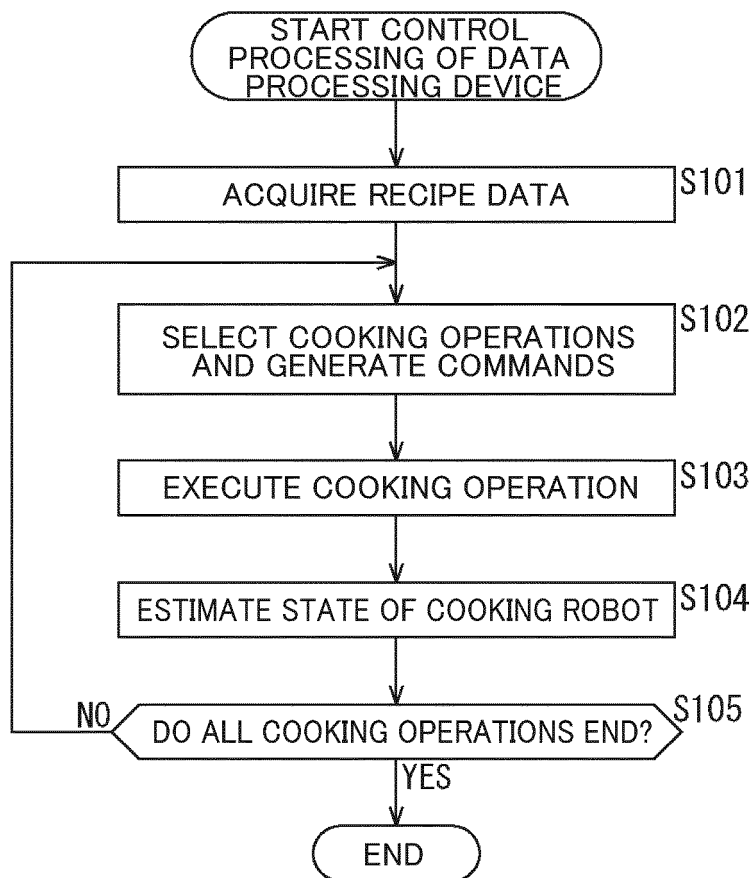 START CONTROL
PROCESSING OF DATA
PROCESSING DEVICE
ACQUIRE RECIPE DATA
S101
SELECT COOKING OPERATIONS
AND GENERATE COMMANDS
S102
EXECUTE COOKING OPERATION
S103
ESTIMATE STATE OF COOKING ROBOT
S104
DO ALL COOKING OPERATIONS END?
S105
NO
YES
END